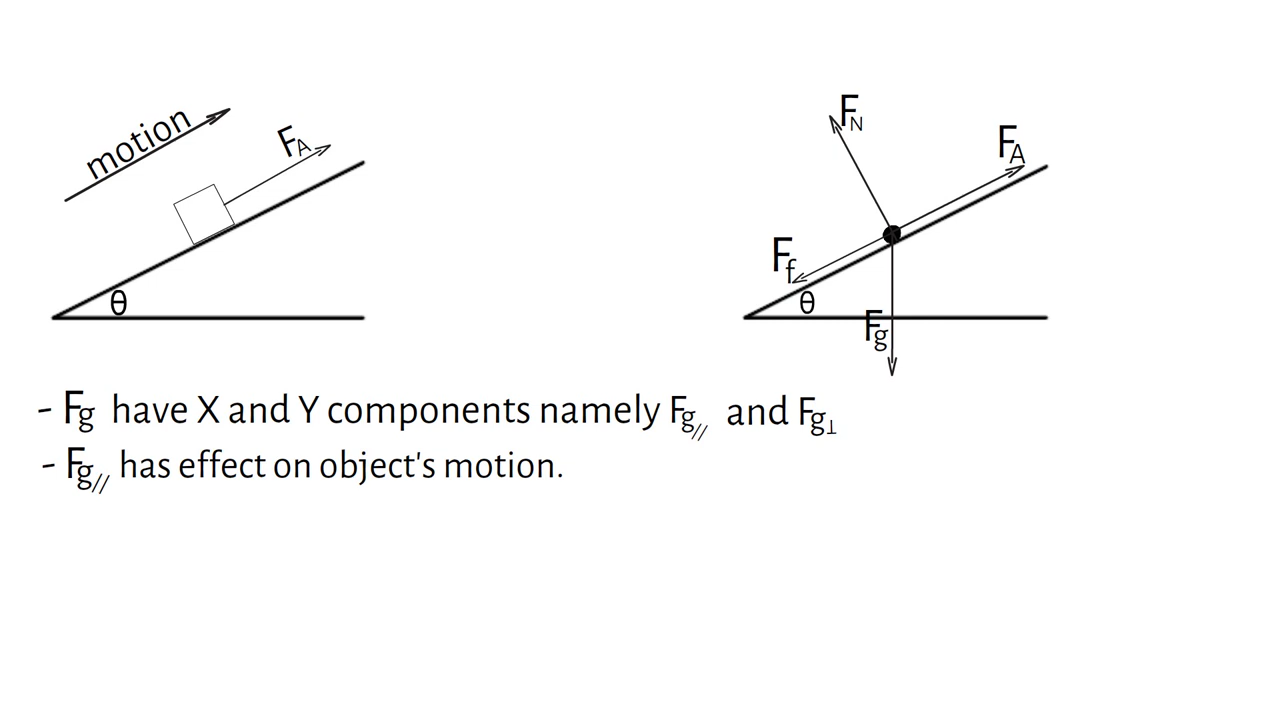 motion
FA
θ
FN
FA
Ff
θ
Fg
- Fg have X and Y components namely Fg// and Fg⊥
- Fg// has effect on object's motion.